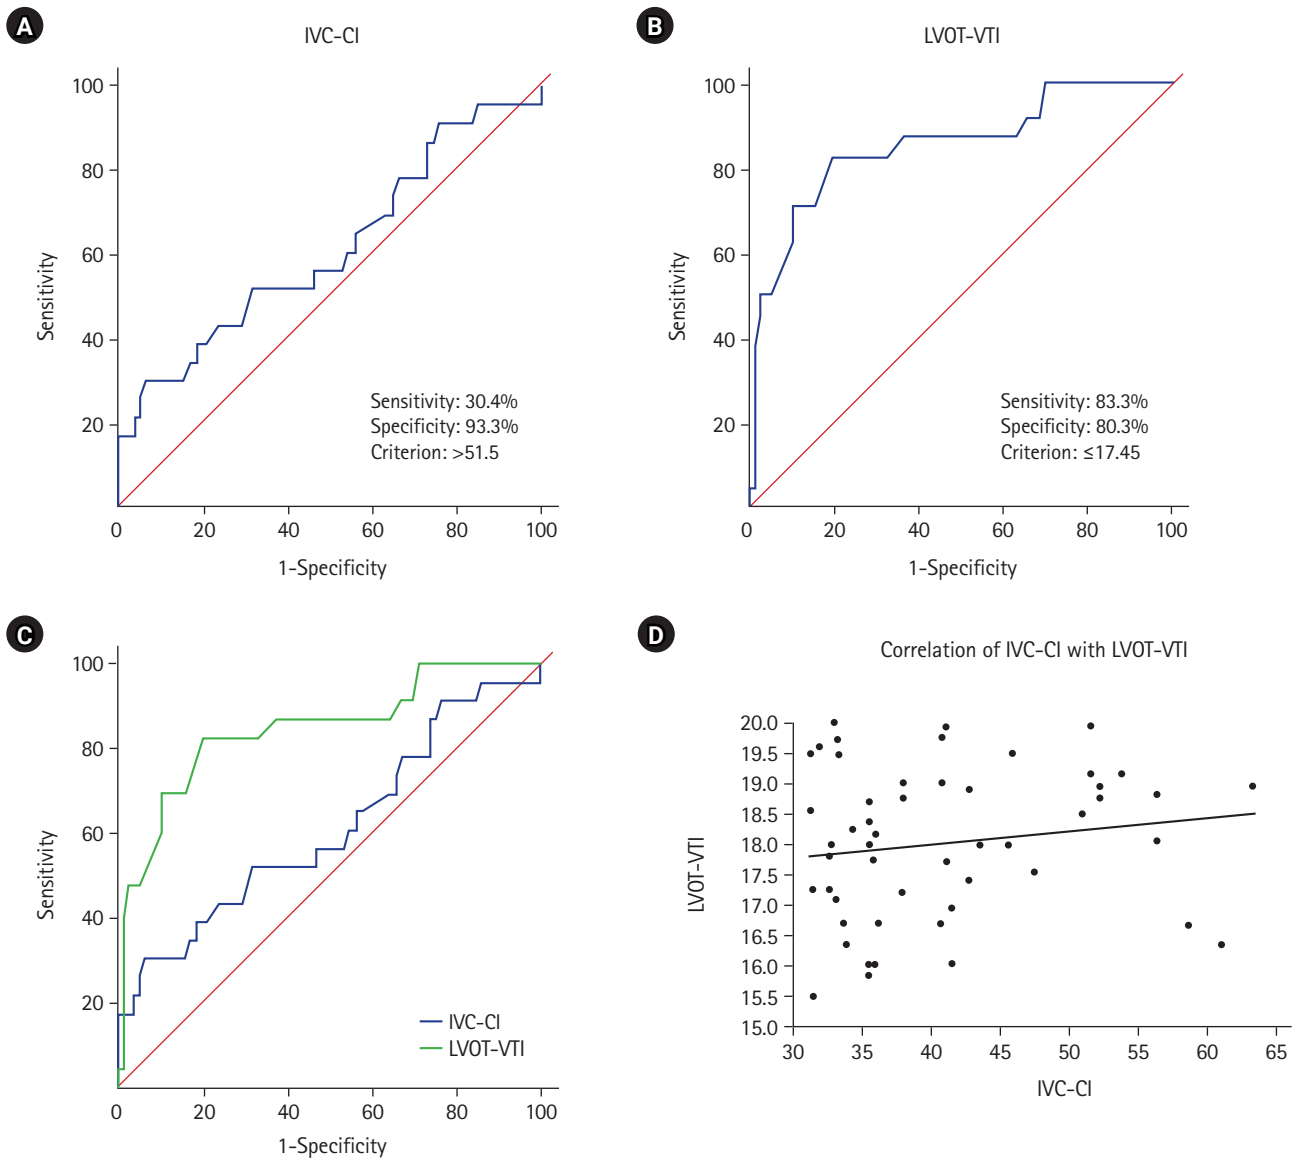 A
IVC-CI
Sensitivity
100
80
60
40
20
0
20
40
60
80
100
1-Specificity
Sensitivity: 30.4%
Specificity: 93.3%
Criterion: >51.5
B
LVOT-VTI
Sensitivity
100
80
60
40
20
0
20
40
60
80
100
1-Specificity
Sensitivity: 83.3%
Specificity: 80.3%
Criterion: ≤17.45
C
Sensitivity
100
80
60
40
20
0
20
40
60
80
100
1-Specificity
IVC-CI
LVOT-VTI
D
Correlation of IVC-CI with LVOT-VTI
LVOT-VTI
20.0
19.5
19.0
18.5
18.0
17.5
17.0
16.5
16.0
15.5
15.0
30
35
40
45
50
55
60
65
IVC-CI